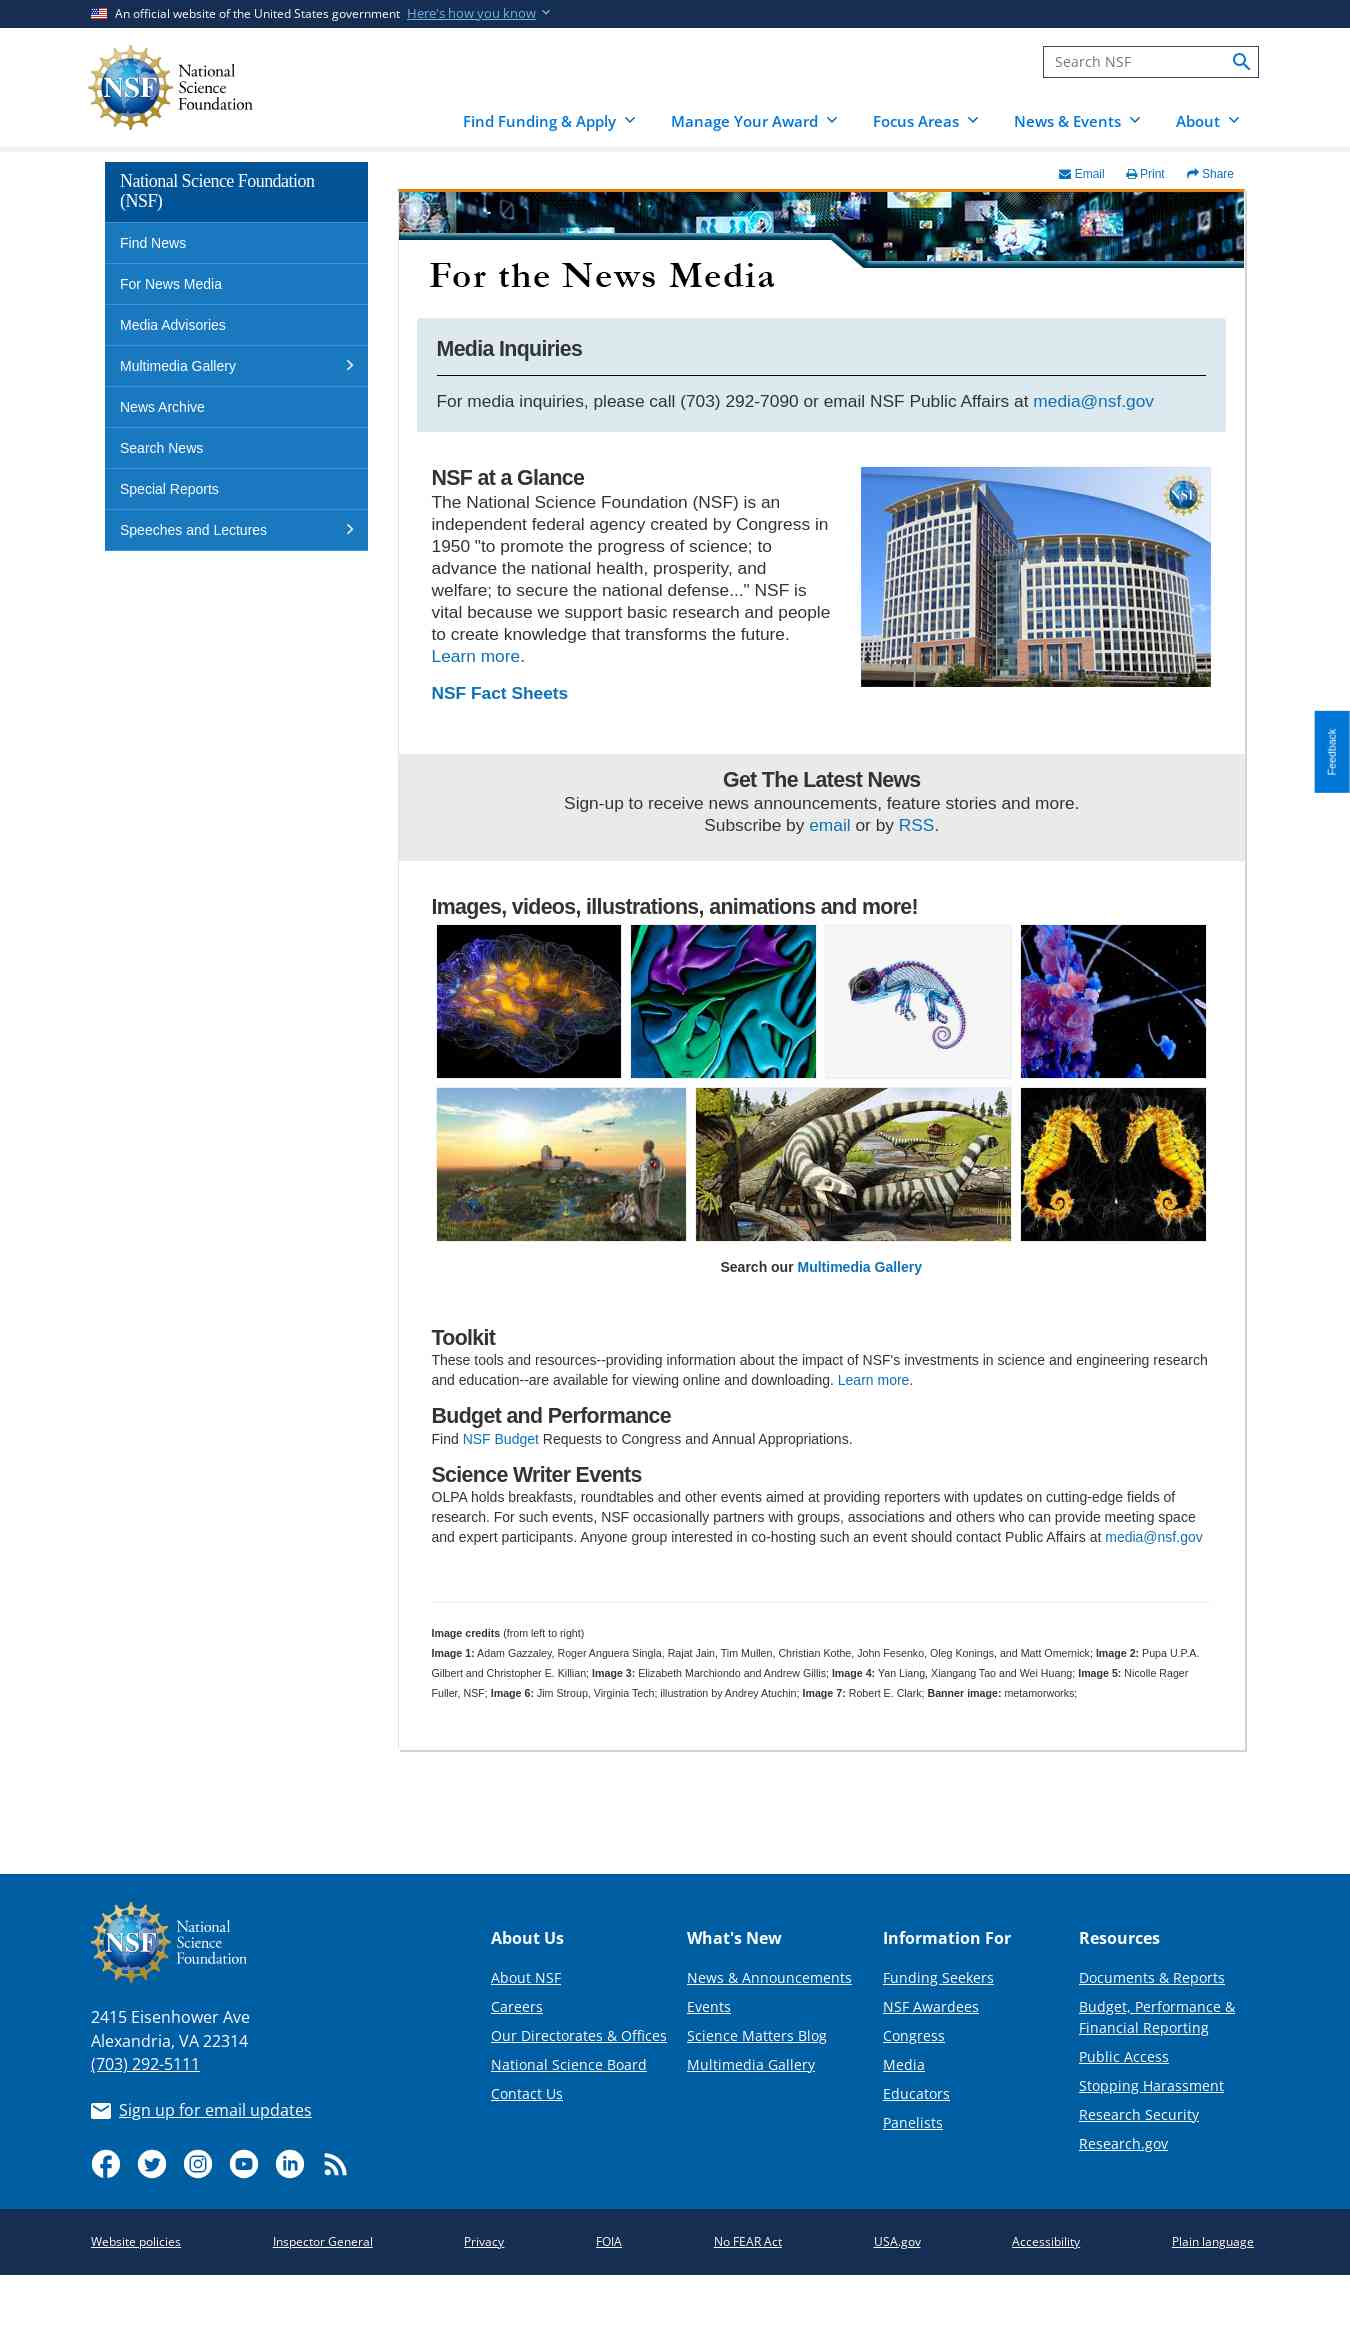 An official website of the United States government Here's how you know
NSF
National
Science
Foundation
Search NSF
Find Funding & Apply
Manage Your Award
Focus Areas
News & Events
About
National Science Foundation
(NSF)
Find News
For News Media
Media Advisories
Multimedia Gallery
News Archive
Search News
Special Reports
Speeches and Lectures
Email
Print
Share
For the News Media
Media Inquiries
For media inquiries, please call (703) 292-7090 or email NSF Public Affairs at media@nsf.gov
NSF at a Glance
The National Science Foundation (NSF) is an
independent federal agency created by Congress in
1950 "to promote the progress of science; to
advance the national health, prosperity, and
welfare; to secure the national defense..." NSF is
vital because we support basic research and people
to create knowledge that transforms the future.
Learn more.
NSF Fact Sheets
NSF
Feedback
Get The Latest News
Sign-up to receive news announcements, feature stories and more.
Subscribe by email or by RSS.
Images, videos, illustrations, animations and more!
Search our Multimedia Gallery
Toolkit
These tools and resources--providing information about the impact of NSF's investments in science and engineering research
and education--are available for viewing online and downloading. Learn more.
Budget and Performance
Find NSF Budget Requests to Congress and Annual Appropriations.
Science Writer Events
OLPA holds breakfasts, roundtables and other events aimed at providing reporters with updates on cutting-edge fields of
research. For such events, NSF occasionally partners with groups, associations and others who can provide meeting space
and expert participants. Anyone group interested in co-hosting such an event should contact Public Affairs at media@nsf.gov
Image credits (from left to right)
Image 1: Adam Gazzaley, Roger Anguera Singla, Rajat Jain, Tim Mullen, Christian Kothe, John Fesenko, Oleg Konings, and Matt Omernick; Image 2: Pupa U.P.A.
Gilbert and Christopher E. Killian; Image 3: Elizabeth Marchiondo and Andrew Gillis; Image 4: Yan Liang, Xiangang Tao and Wei Huang; Image 5: Nicolle Rager
Fuller, NSF; Image 6: Jim Stroup, Virginia Tech; illustration by Andrey Atuchin; Image 7: Robert E. Clark; Banner image: metamorworks;
NSF
National
Science
Foundation
2415 Eisenhower Ave
Alexandria, VA 22314
(703) 292-5111
Sign up for email updates
About Us
About NSF
Careers
Our Directorates & Offices
National Science Board
Contact Us
What's New
News & Announcements
Events
Science Matters Blog
Multimedia Gallery
Information For
Funding Seekers
NSF Awardees
Congress
Media
Educators
Panelists
Resources
Documents & Reports
Budget, Performance &
Financial Reporting
Public Access
Stopping Harassment
Research Security
Research.gov
Website policies
Inspector General
Privacy
FOIA
No FEAR Act
USA.gov
Accessibility
Plain language